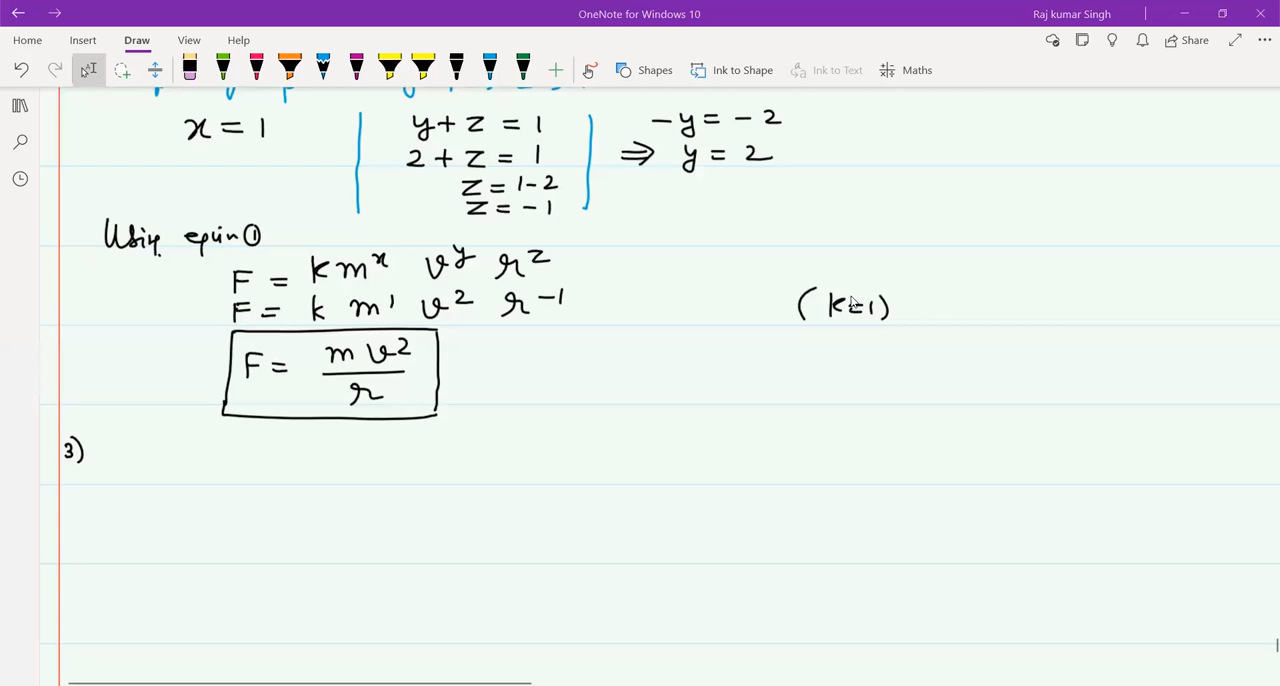 OneNote for Windows 10
Raj kumar Singh
Home Insert Draw View Help
Share
Shapes Ink to Shape Ink to Text Maths
x = 1
y + z = 1
2 + z = 1
z = 1 - 2
z = -1
-y = -2
⇒ y = 2
Using eqn ①
F = k m^x v^y r^z
F = k m^1 v^2 r^-1
(k=1)
F = m v^2 / r
3)